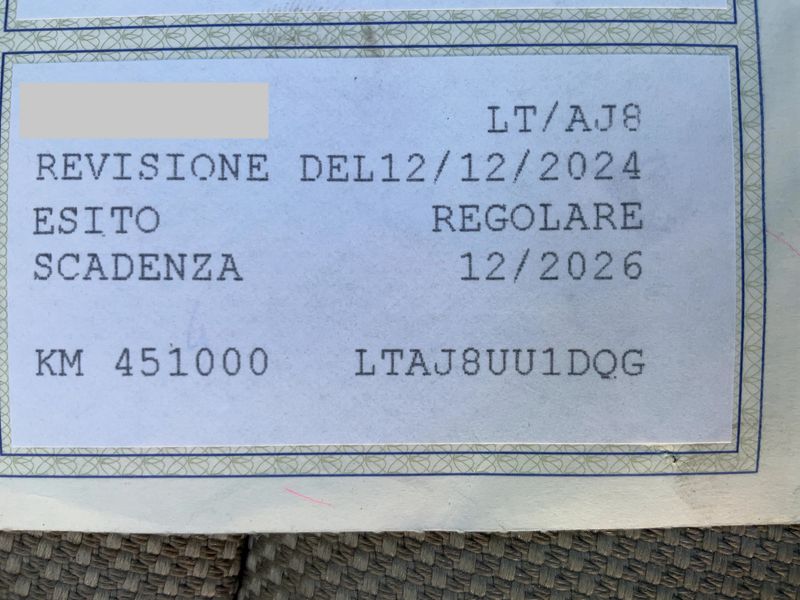 LT/AJ8
REVISIONE DEL12/12/2024
ESITO REGOLARE
SCADENZA 12/2026
KM 451000 LTAJ8UU1DQG